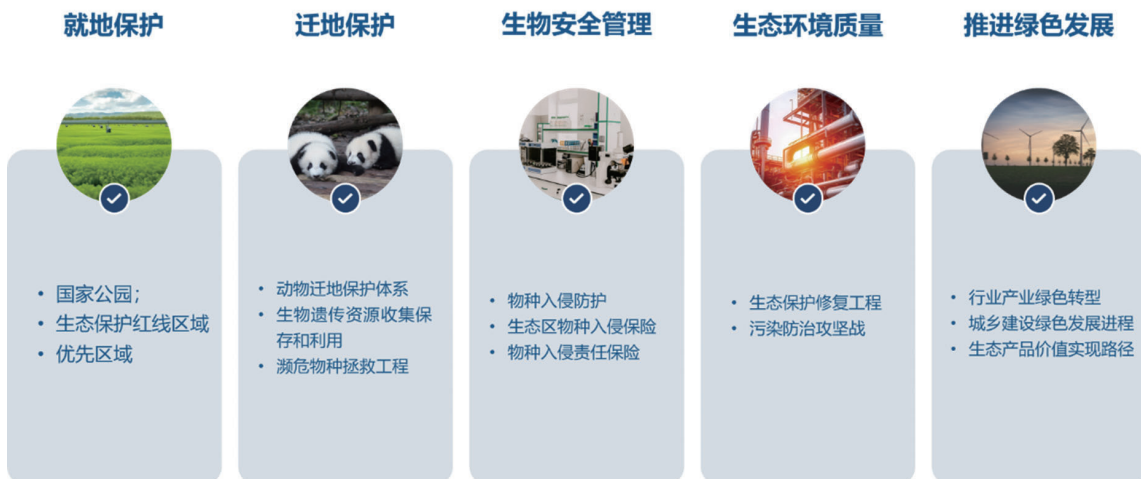 就地保护
迁地保护
生物安全管理
生态环境质量
推进绿色发展
• 国家公园；
• 生态保护红线区域
• 优先区域
• 动物迁地保护体系
• 生物遗传资源收集保
存和利用
• 濒危物种拯救工程
• 物种入侵防护
• 生态区物种入侵保险
• 物种入侵责任保险
• 生态保护修复工程
• 污染防治攻坚战
• 行业产业绿色转型
• 城乡建设绿色发展进程
• 生态产品价值实现路径